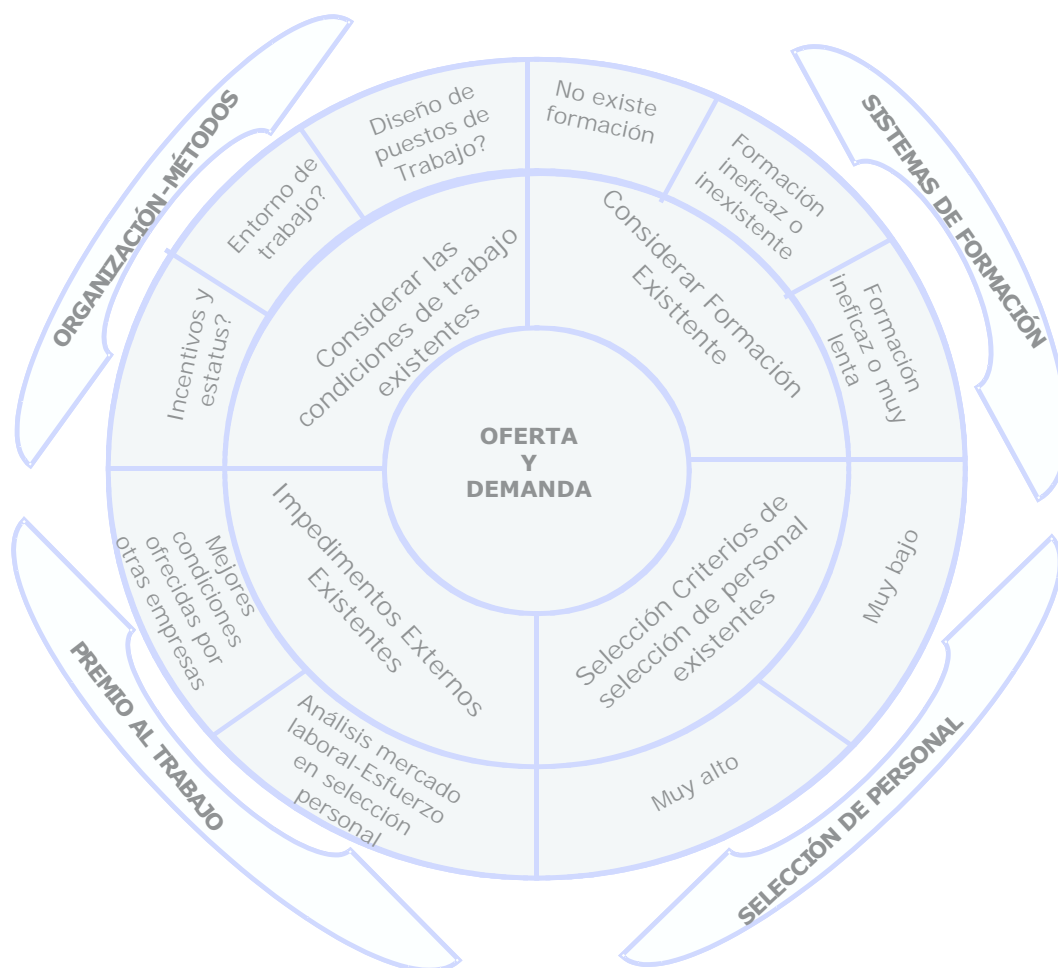 ORGANIZACIÓN-MÉTODOS
SISTEMAS DE FORMACIÓN
Diseño de
puestos de
Trabajo?
No existe
formación
Entorno de
trabajo?
Formación
ineficaz o
inexistente
Incentivos y
estatus?
Formación
ineficaz o muy
lenta
Considerar las
condiciones de trabajo
existentes
Considerar Formación
Existtente
OFERTA
Y
DEMANDA
Impedimentos Externos
Existentes
Selección Criterios de
selección de personal
existentes
Mejores
condiciones
ofrecidas por
otras empresas
Muy bajo
Análisis mercado
laboral-Esfuerzo
en selección
personal
Muy alto
PREMIO AL TRABAJO
SELECCIÓN DE PERSONAL